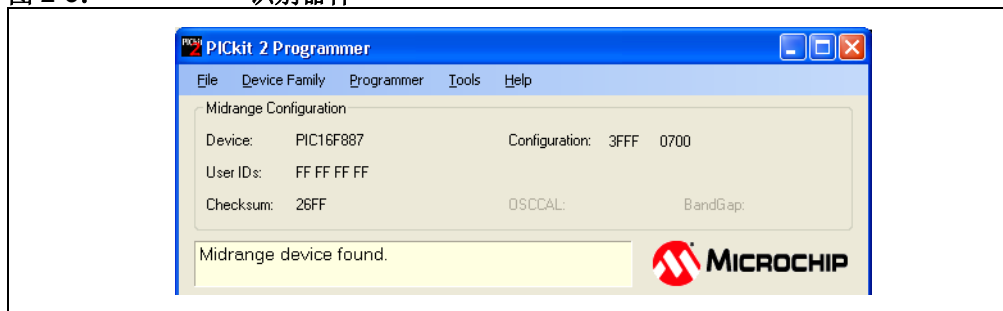 PICkit 2 Programmer
File Device Family Programmer Tools Help
Midrange Configuration
Device: PIC16F887 Configuration: 3FFF 0700
User IDs: FF FF FF FF
Checksum: 26FF OSCCAL: BandGap:
Midrange device found.
MICROCHIP